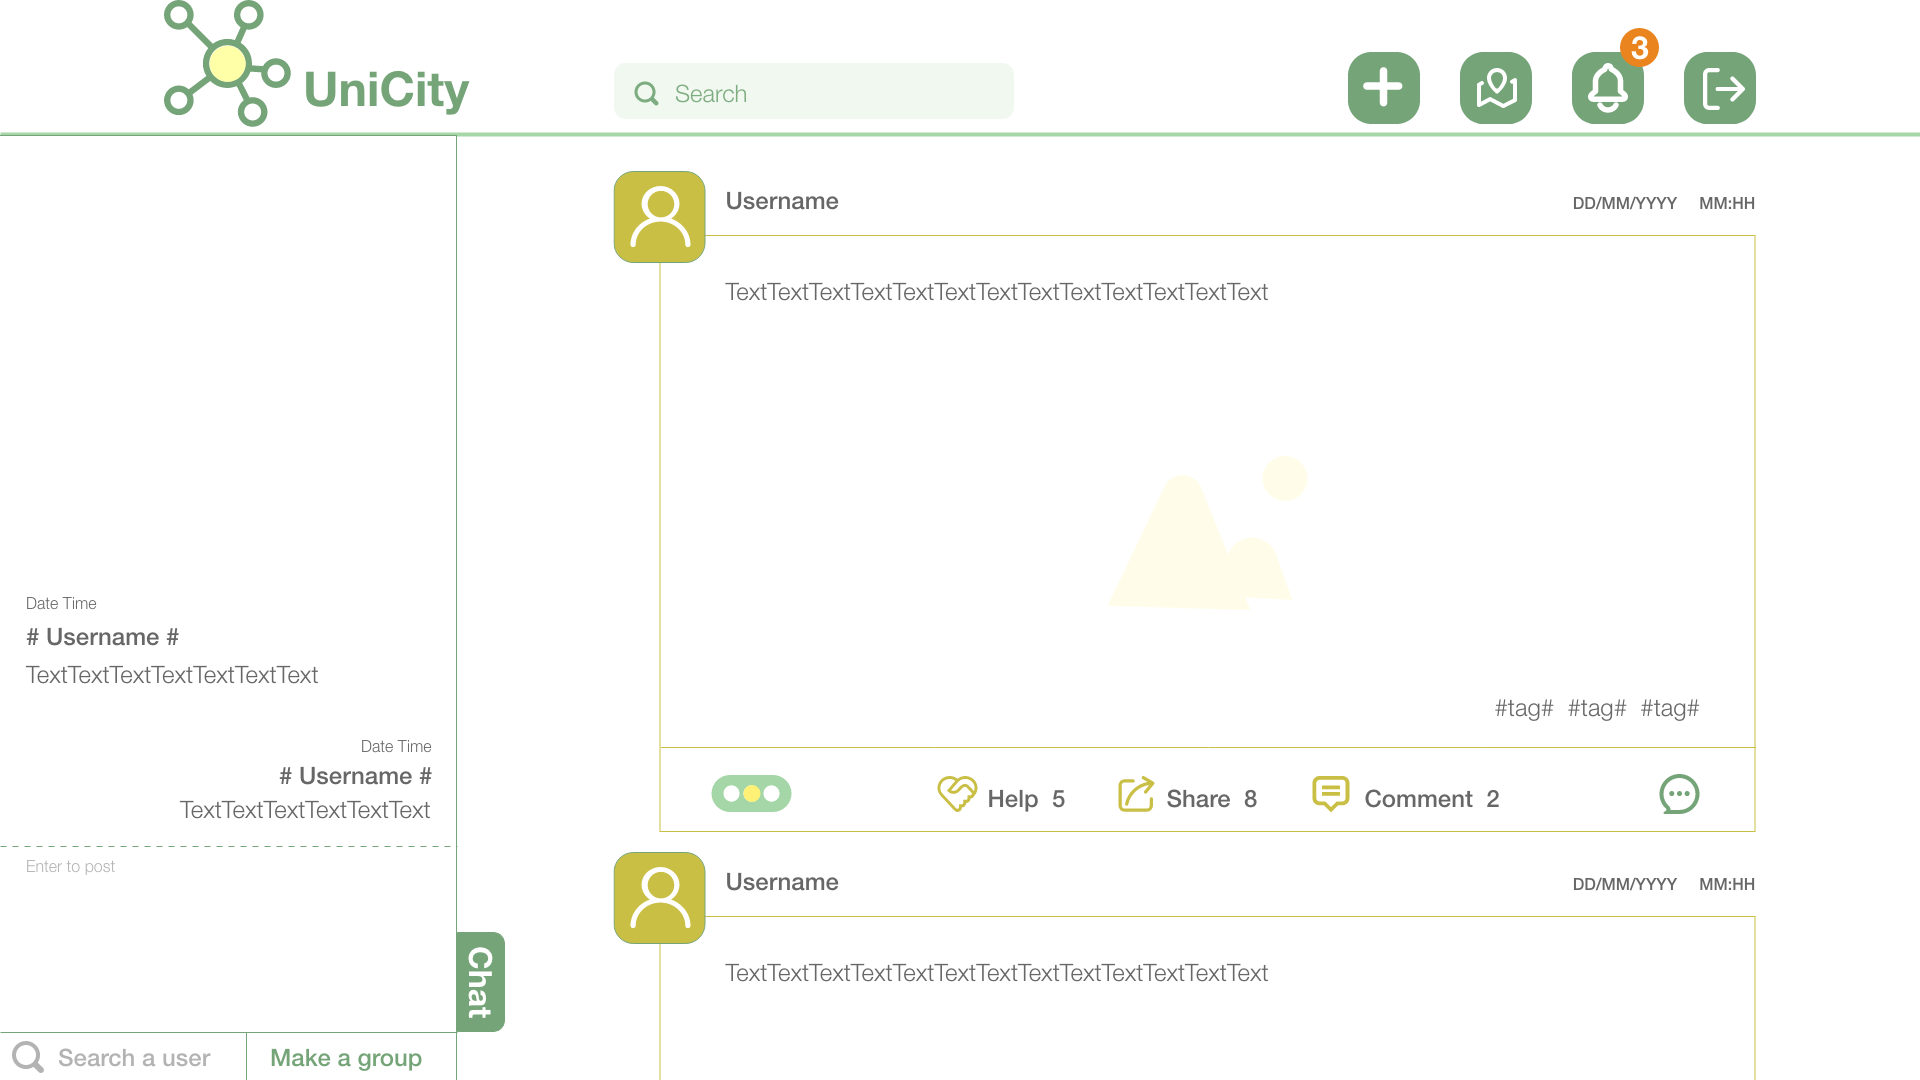 UniCity
Search
3
Username
DD/MM/YYYY MM:HH
TextTextTextTextTextTextTextTextTextTextTextTextText
#tag# #tag# #tag#
Help 5
Share 8
Comment 2
Username
DD/MM/YYYY MM:HH
TextTextTextTextTextTextTextTextTextTextTextTextText
Date Time
# Username #
TextTextTextTextTextTextText
Date Time
# Username #
TextTextTextTextTextText
Enter to post
Chat
Search a user
Make a group